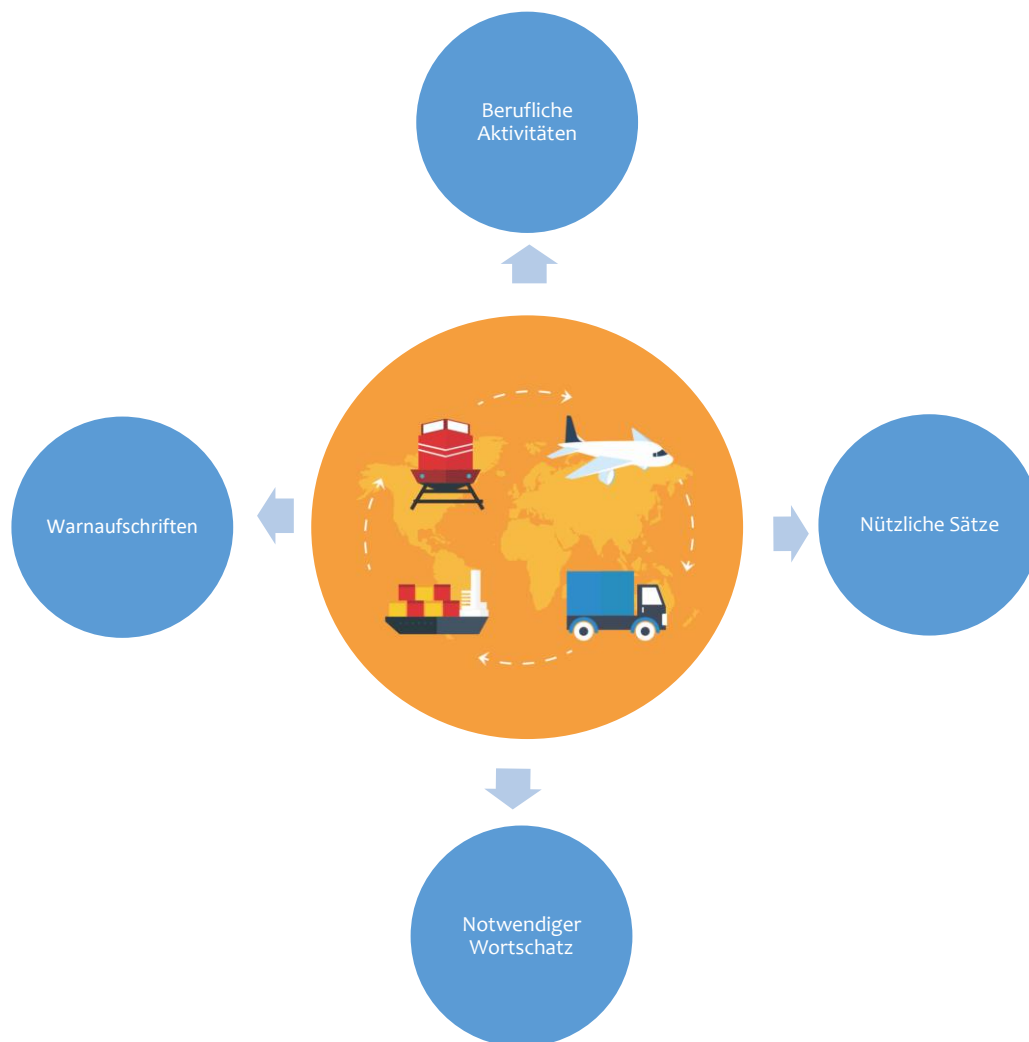 Berufliche
Aktivitäten
Warnaufschriften
Nützliche Sätze
Notwendiger
Wortschatz